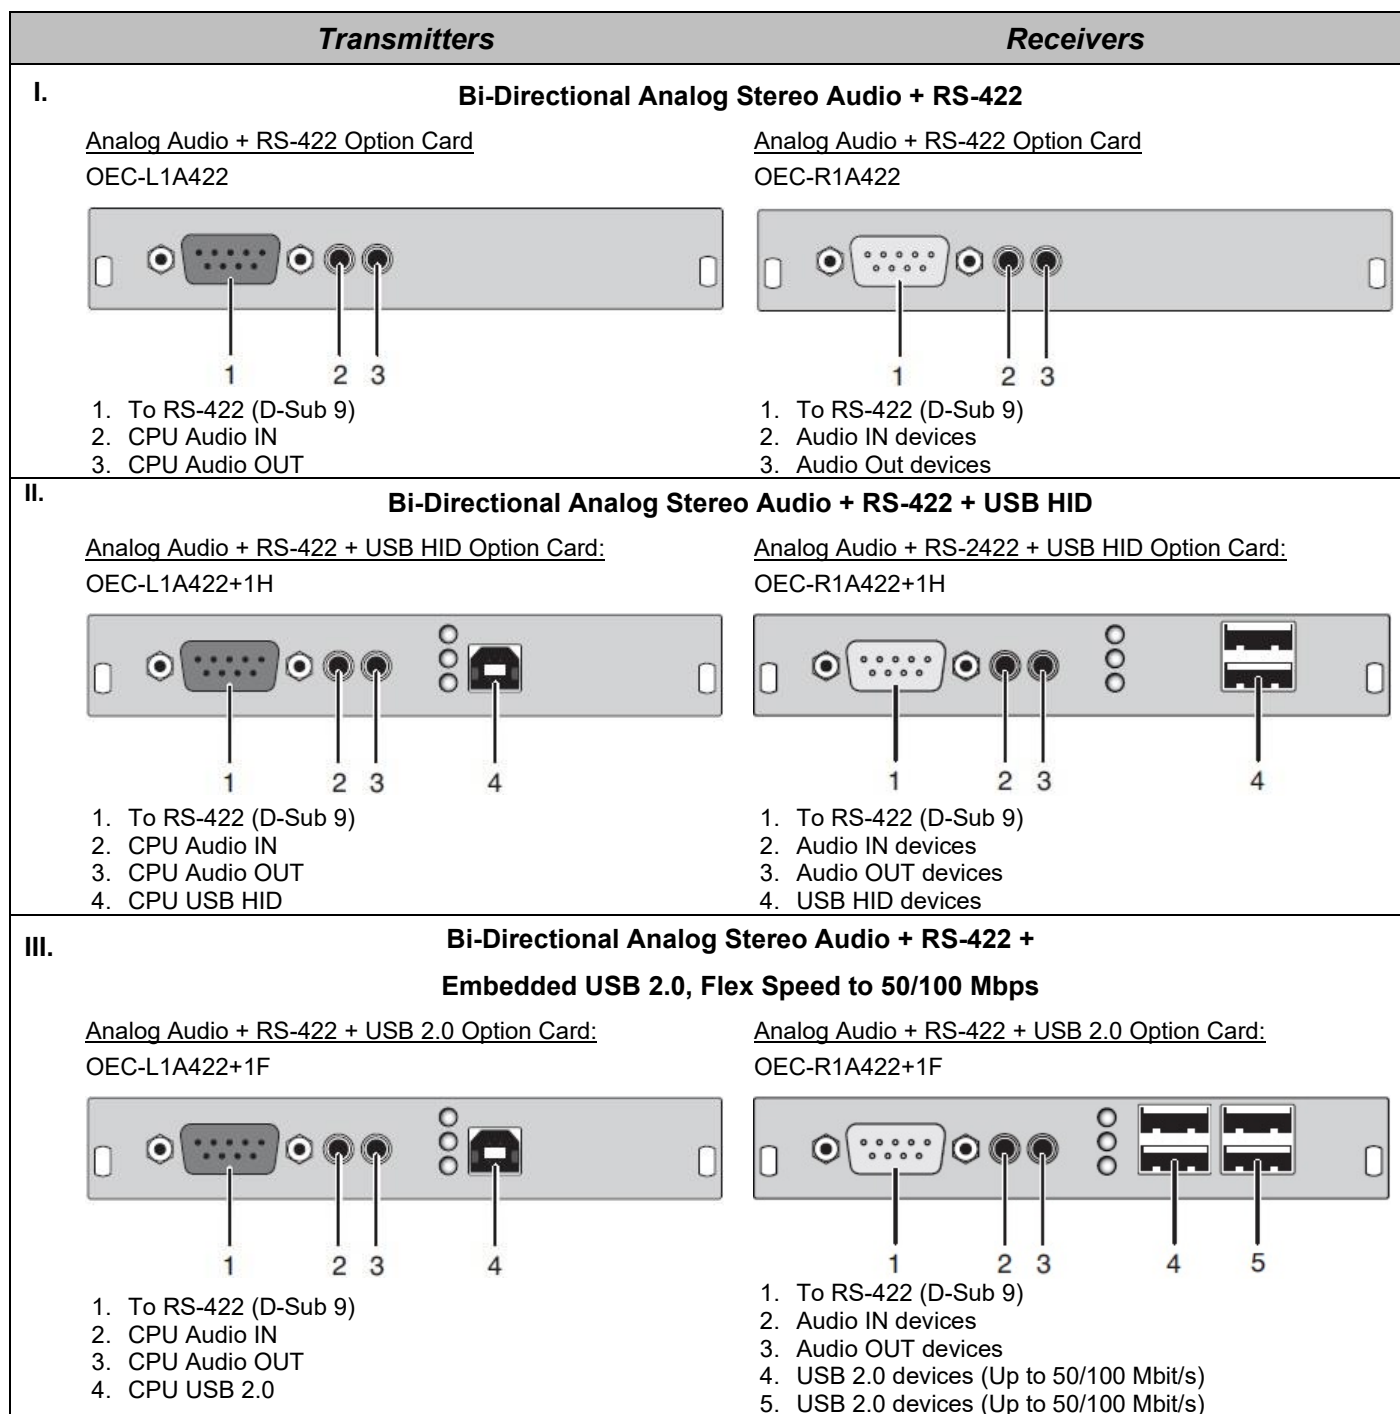 Transmitters Receivers
I. Bi-Directional Analog Stereo Audio + RS-422
Analog Audio + RS-422 Option Card
OEC-L1A422
1 2 3
1. To RS-422 (D-Sub 9)
2. CPU Audio IN
3. CPU Audio OUT
Analog Audio + RS-422 Option Card
OEC-R1A422
1 2 3
1. To RS-422 (D-Sub 9)
2. Audio IN devices
3. Audio Out devices
II. Bi-Directional Analog Stereo Audio + RS-422 + USB HID
Analog Audio + RS-422 + USB HID Option Card:
OEC-L1A422+1H
1 2 3 4
1. To RS-422 (D-Sub 9)
2. CPU Audio IN
3. CPU Audio OUT
4. CPU USB HID
Analog Audio + RS-2422 + USB HID Option Card:
OEC-R1A422+1H
1 2 3 4
1. To RS-422 (D-Sub 9)
2. Audio IN devices
3. Audio OUT devices
4. USB HID devices
III. Bi-Directional Analog Stereo Audio + RS-422 +
Embedded USB 2.0, Flex Speed to 50/100 Mbps
Analog Audio + RS-422 + USB 2.0 Option Card:
OEC-L1A422+1F
1 2 3 4
1. To RS-422 (D-Sub 9)
2. CPU Audio IN
3. CPU Audio OUT
4. CPU USB 2.0
Analog Audio + RS-422 + USB 2.0 Option Card:
OEC-R1A422+1F
1 2 3 4 5
1. To RS-422 (D-Sub 9)
2. Audio IN devices
3. Audio OUT devices
4. USB 2.0 devices (Up to 50/100 Mbit/s)
5. USB 2.0 devices (Up to 50/100 Mbit/s)